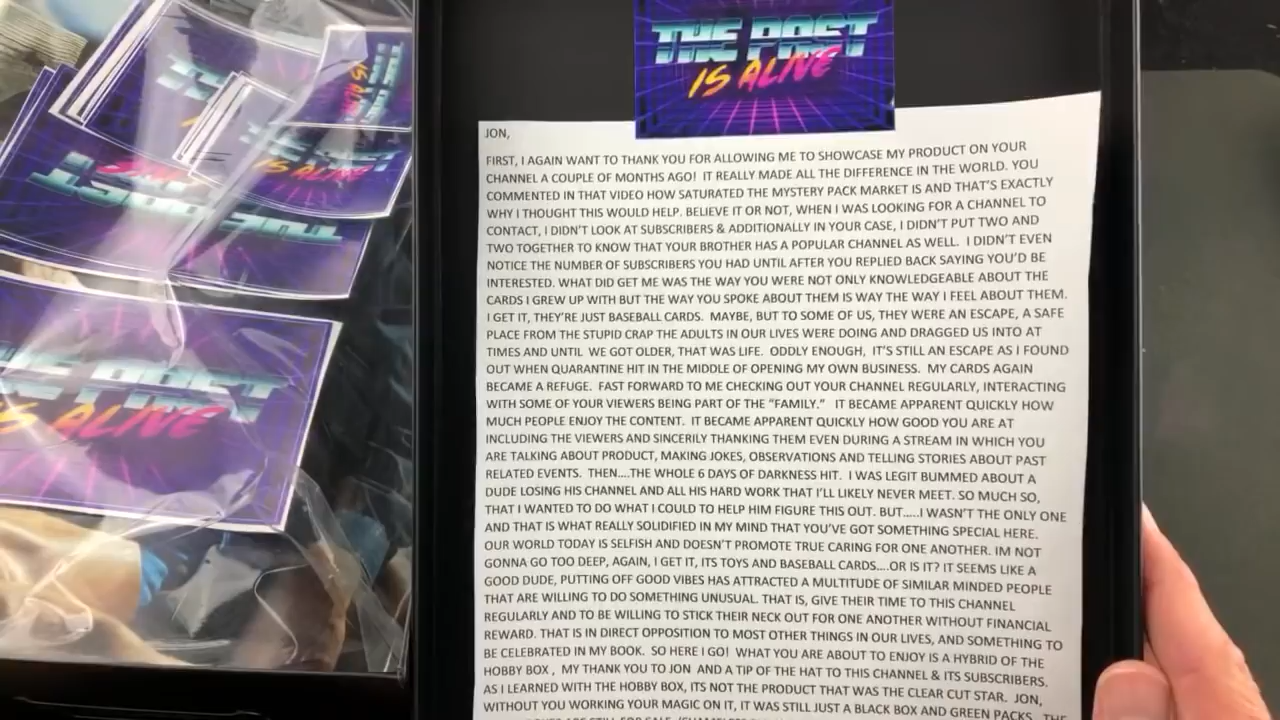 THE PAST
IS ALIVE
JON,
FIRST, I AGAIN WANT TO THANK YOU FOR ALLOWING ME TO SHOWCASE MY PRODUCT ON YOUR
CHANNEL A COUPLE OF MONTHS AGO! IT REALLY MADE ALL THE DIFFERENCE IN THE WORLD. YOU
COMMENTED IN THAT VIDEO HOW SATURATED THE MYSTERY PACK MARKET IS AND THAT'S EXACTLY
WHY I THOUGHT THIS WOULD HELP. BELIEVE IT OR NOT, WHEN I WAS LOOKING FOR A CHANNEL TO
CONTACT, I DIDN'T LOOK AT SUBSCRIBERS & ADDITIONALLY IN YOUR CASE, I DIDN'T PUT TWO AND
TWO TOGETHER TO KNOW THAT YOUR BROTHER HAS A POPULAR CHANNEL AS WELL. I DIDN'T EVEN
NOTICE THE NUMBER OF SUBSCRIBERS YOU HAD UNTIL AFTER YOU REPLIED BACK SAYING YOU'D BE
INTERESTED. WHAT DID GET ME WAS THE WAY YOU WERE NOT ONLY KNOWLEDGEABLE ABOUT THE
CARDS I GREW UP WITH BUT THE WAY YOU SPOKE ABOUT THEM IS WAY THE WAY I FEEL ABOUT THEM.
I GET IT, THEY'RE JUST BASEBALL CARDS. MAYBE, BUT TO SOME OF US, THEY WERE AN ESCAPE, A SAFE
PLACE FROM THE STUPID CRAP THE ADULTS IN OUR LIVES WERE DOING AND DRAGGED US INTO AT
TIMES AND UNTIL WE GOT OLDER, THAT WAS LIFE. ODDLY ENOUGH, IT'S STILL AN ESCAPE AS I FOUND
OUT WHEN QUARANTINE HIT IN THE MIDDLE OF OPENING MY OWN BUSINESS. MY CARDS AGAIN
BECAME A REFUGE. FAST FORWARD TO ME CHECKING OUT YOUR CHANNEL REGULARLY, INTERACTING
WITH SOME OF YOUR VIEWERS BEING PART OF THE "FAMILY." IT BECAME APPARENT QUICKLY HOW
MUCH PEOPLE ENJOY THE CONTENT. IT BECAME APPARENT QUICKLY HOW GOOD YOU ARE AT
INCLUDING THE VIEWERS AND SINCERILY THANKING THEM EVEN DURING A STREAM IN WHICH YOU
ARE TALKING ABOUT PRODUCT, MAKING JOKES, OBSERVATIONS AND TELLING STORIES ABOUT PAST
RELATED EVENTS. THEN....THE WHOLE 6 DAYS OF DARKNESS HIT. I WAS LEGIT BUMMED ABOUT A
DUDE LOSING HIS CHANNEL AND ALL HIS HARD WORK THAT I'LL LIKELY NEVER MEET. SO MUCH SO,
THAT I WANTED TO DO WHAT I COULD TO HELP HIM FIGURE THIS OUT. BUT.....I WASN'T THE ONLY ONE
AND THAT IS WHAT REALLY SOLIDIFIED IN MY MIND THAT YOU'VE GOT SOMETHING SPECIAL HERE.
OUR WORLD TODAY IS SELFISH AND DOESN'T PROMOTE TRUE CARING FOR ONE ANOTHER. IM NOT
GONNA GO TOO DEEP, AGAIN, I GET IT, ITS TOYS AND BASEBALL CARDS....OR IS IT? IT SEEMS LIKE A
GOOD DUDE, PUTTING OFF GOOD VIBES HAS ATTRACTED A MULTITUDE OF SIMILAR MINDED PEOPLE
THAT ARE WILLING TO DO SOMETHING UNUSUAL. THAT IS, GIVE THEIR TIME TO THIS CHANNEL
REGULARLY AND TO BE WILLING TO STICK THEIR NECK OUT FOR ONE ANOTHER WITHOUT FINANCIAL
REWARD. THAT IS IN DIRECT OPPOSITION TO MOST OTHER THINGS IN OUR LIVES, AND SOMETHING TO
BE CELEBRATED IN MY BOOK. SO HERE I GO! WHAT YOU ARE ABOUT TO ENJOY IS A HYBRID OF THE
HOBBY BOX , MY THANK YOU TO JON AND A TIP OF THE HAT TO THIS CHANNEL & ITS SUBSCRIBERS.
AS I LEARNED WITH THE HOBBY BOX, ITS NOT THE PRODUCT THAT WAS THE CLEAR CUT STAR. JON,
WITHOUT YOU WORKING YOUR MAGIC ON IT, IT WAS STILL JUST A BLACK BOX AND GREEN PACKS. THE
THE PAST
IS ALIVE
IS ALIVE
THE PAST
IS ALIVE